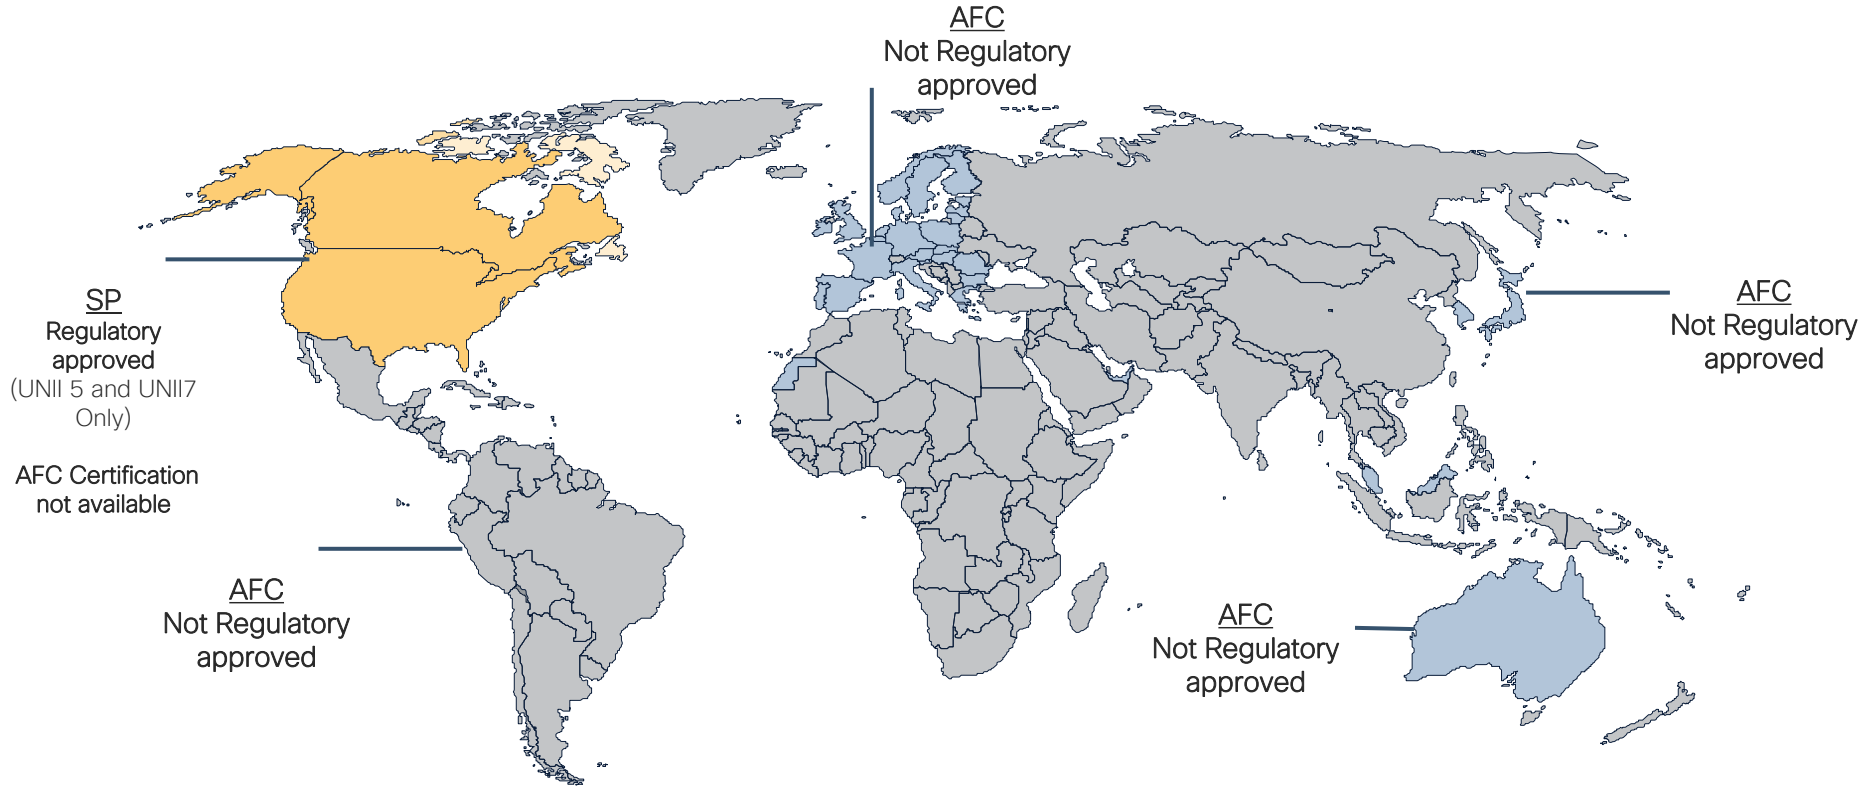 AFC
Not Regulatory
approved
SP
Regulatory
approved
(UNII 5 and UNII7
Only)
AFC Certification
not available
AFC
Not Regulatory
approved
AFC
Not Regulatory
approved
AFC
Not Regulatory
approved